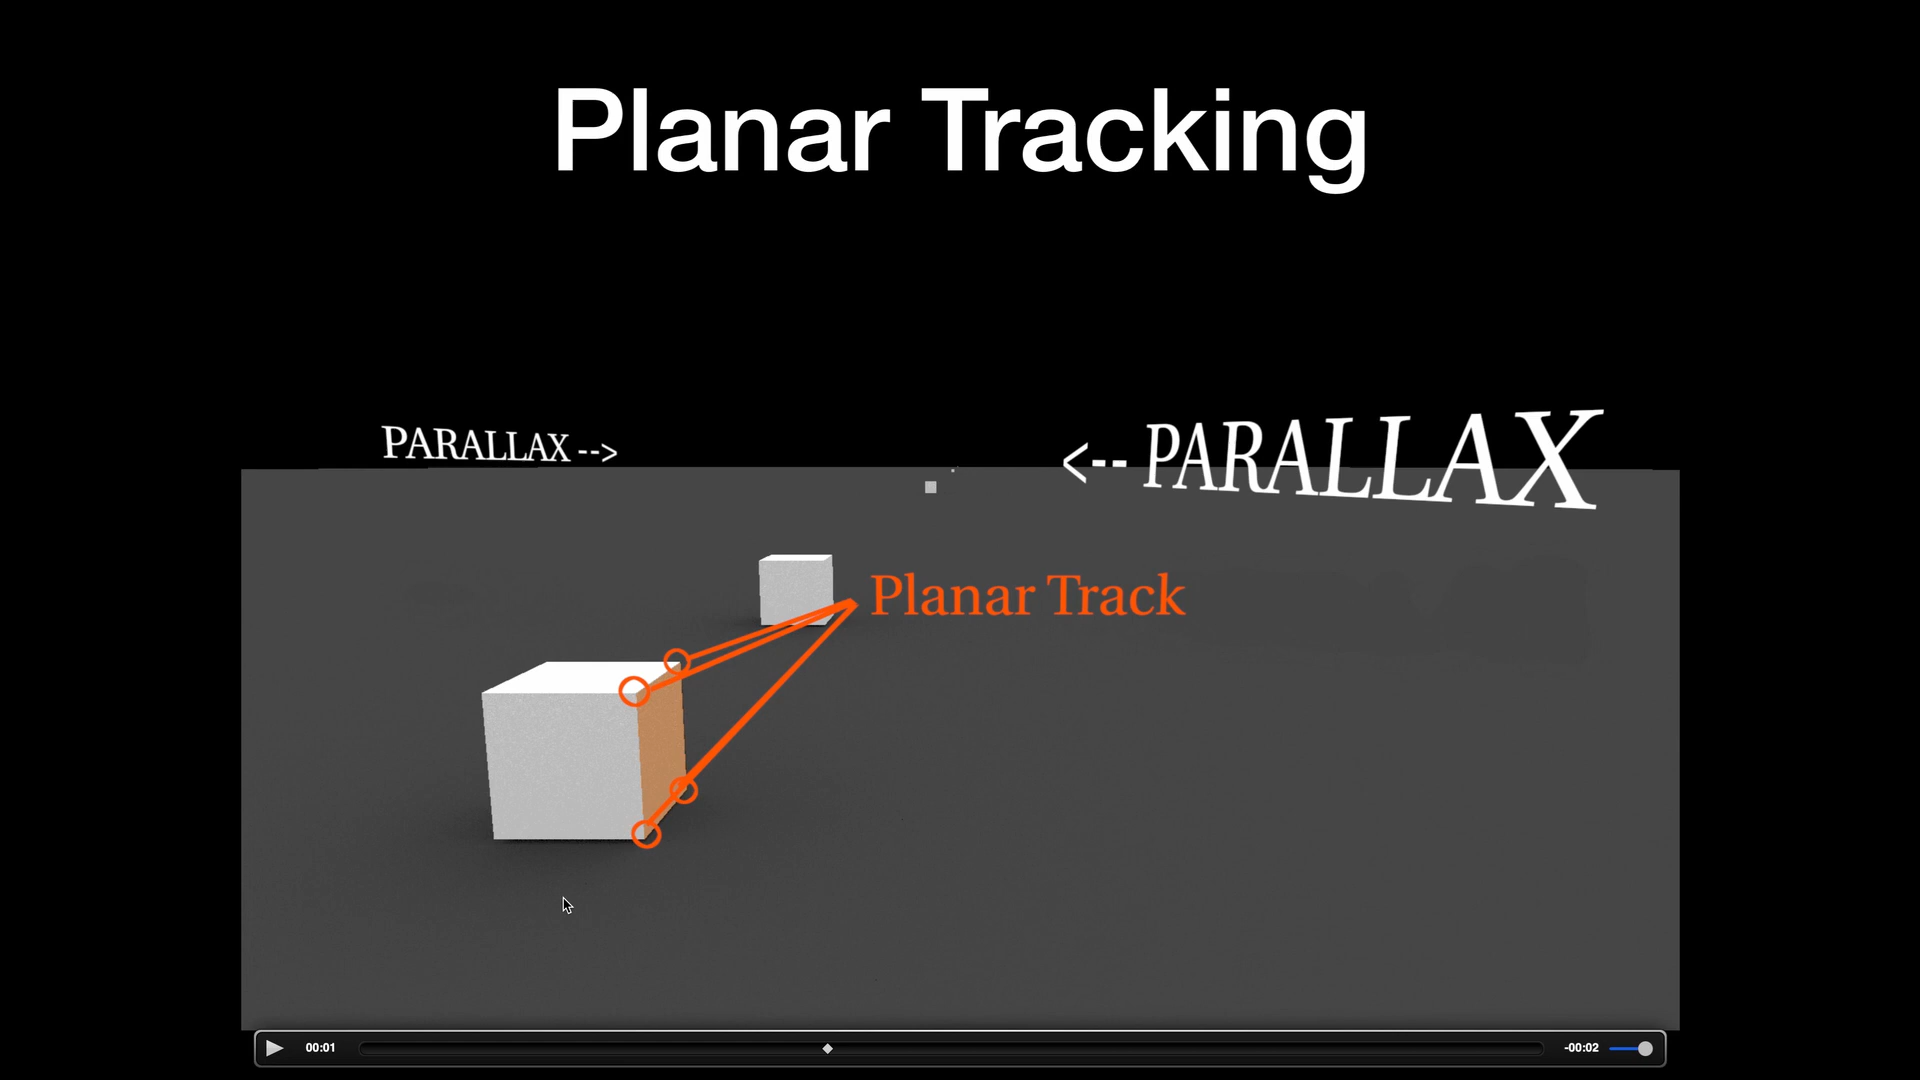 Planar Tracking
PARALLAX -->
<-- PARALLAX
Planar Track
00:01
-00:02